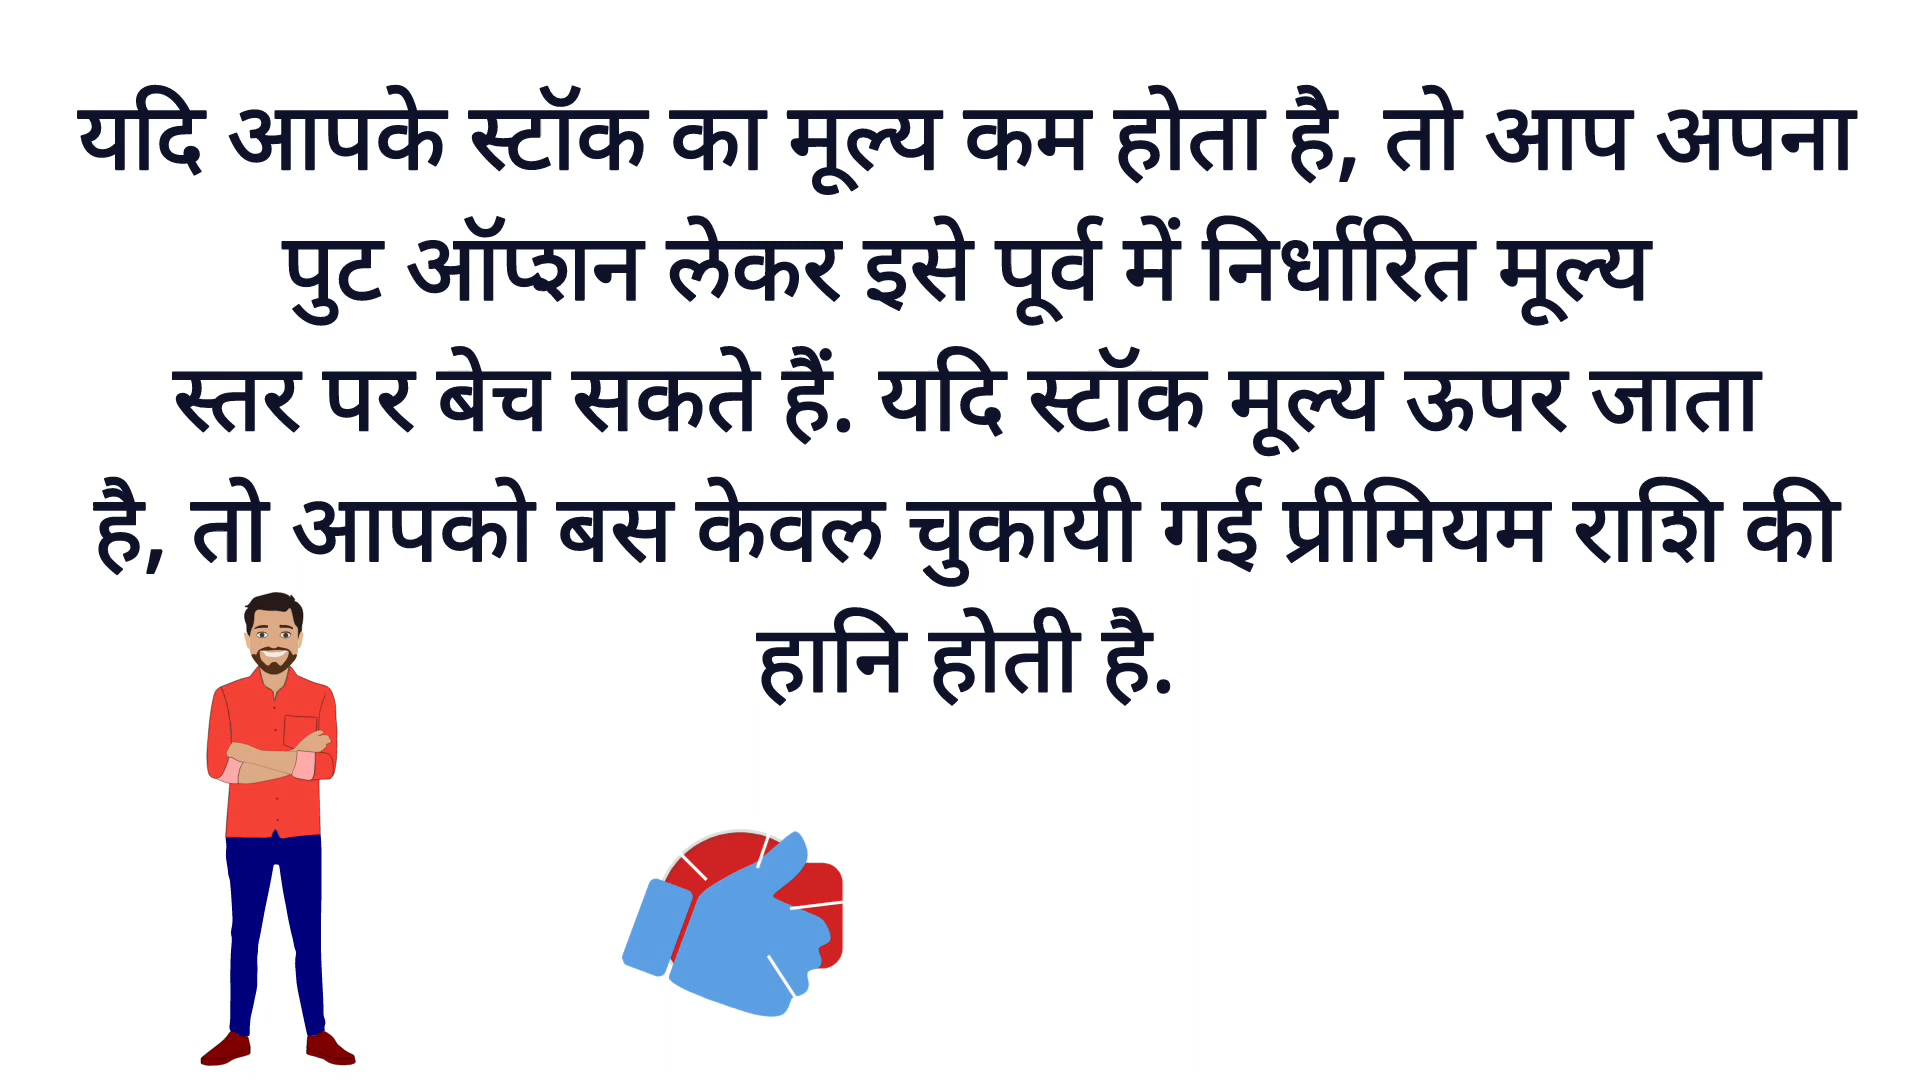 यदि आपके स्टॉक का मूल्य कम होता है, तो आप अपना
पुट ऑप्शन लेकर इसे पूर्व में निर्धारित मूल्य
स्तर पर बेच सकते हैं. यदि स्टॉक मूल्य ऊपर जाता
है, तो आपको बस केवल चुकायी गई प्रीमियम राशि की
हानि होती है.